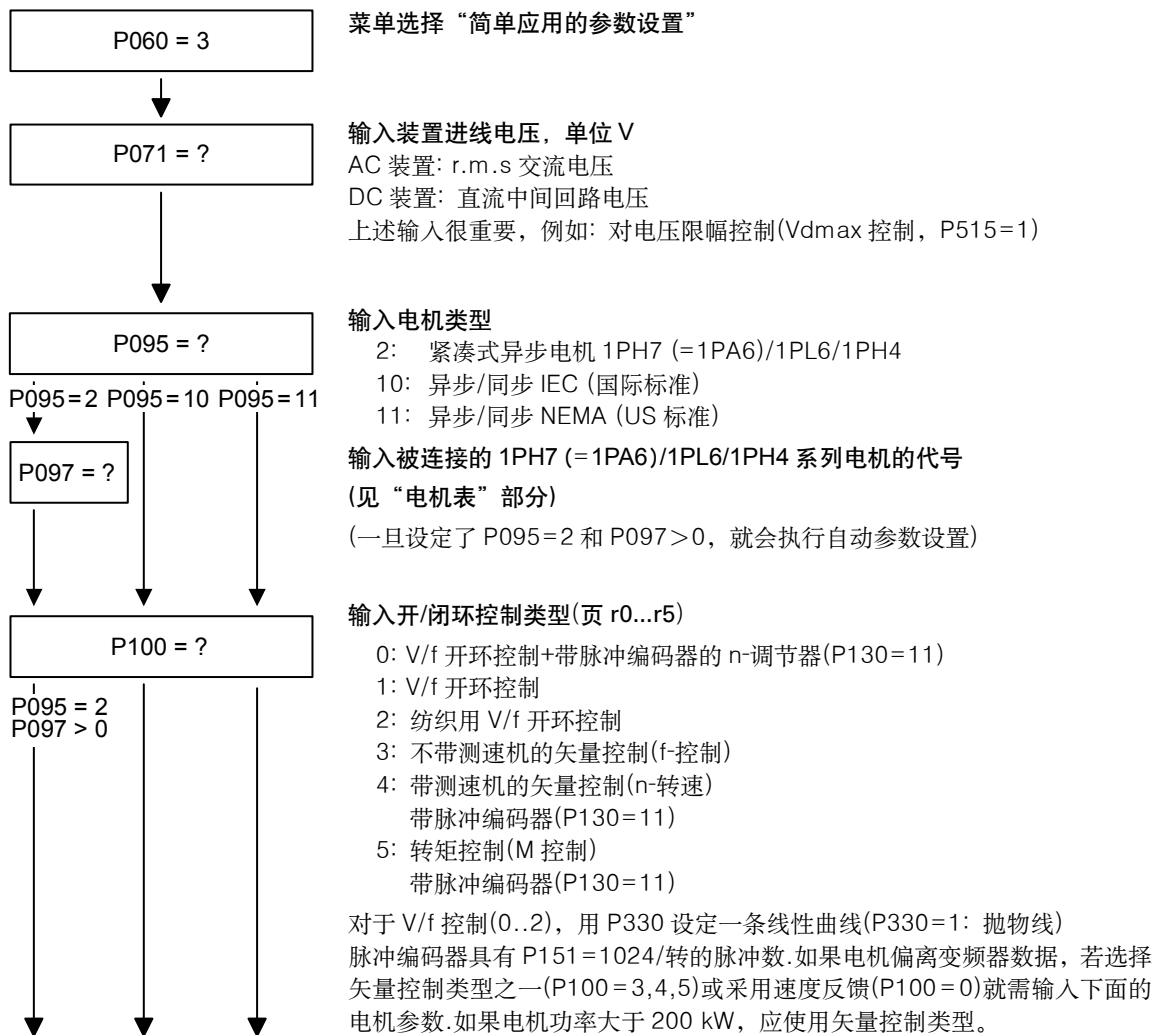 P060 = 3
菜单选择“简单应用的参数设置”
P071 = ?
输入装置进线电压，单位 V
AC 装置: r.m.s 交流电压
DC 装置: 直流中间回路电压
上述输入很重要，例如: 对电压限幅控制(Vdmax 控制，P515=1)
P095 = ?
输入电机类型
2: 紧凑式异步电机 1PH7 (=1PA6)/1PL6/1PH4
10: 异步/同步 IEC (国际标准)
11: 异步/同步 NEMA (US 标准)
P095=2 P095=10 P095=11
P097 = ?
输入被连接的 1PH7 (=1PA6)/1PL6/1PH4 系列电机的代号
(见“电机表”部分)
(一旦设定了 P095=2 和 P097＞0，就会执行自动参数设置)
P100 = ?
输入开/闭环控制类型(页 r0...r5)
0: V/f 开环控制+带脉冲编码器的 n-调节器(P130=11)
1: V/f 开环控制
2: 纺织用 V/f 开环控制
3: 不带测速机的矢量控制(f-控制)
4: 带测速机的矢量控制(n-转速)
带脉冲编码器(P130=11)
5: 转矩控制(M 控制)
带脉冲编码器(P130=11)
P095 = 2
P097 > 0
对于 V/f 控制(0..2)，用 P330 设定一条线性曲线(P330=1: 抛物线)
脉冲编码器具有 P151=1024/转的脉冲数.如果电机偏离变频器数据，若选择
矢量控制类型之一(P100=3,4,5)或采用速度反馈(P100=0)就需输入下面的
电机参数.如果电机功率大于 200 kW，应使用矢量控制类型。